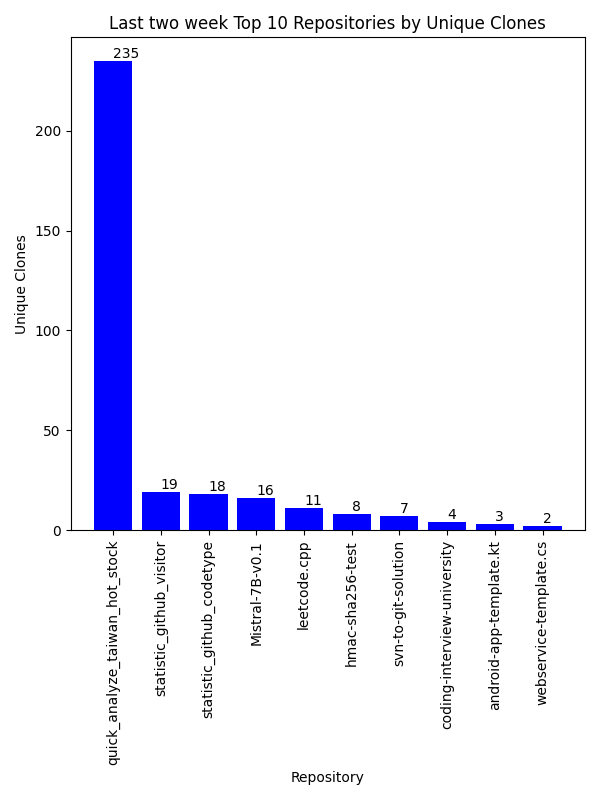 Last two week Top 10 Repositories by Unique Clones
Unique Clones
200
150
100
50
0
235
19
18
16
11
8
7
4
3
2
quick_analyze_taiwan_hot_stock
statistic_github_visitor
statistic_github_codetype
Mistral-7B-v0.1
leetcode.cpp
hmac-sha256-test
svn-to-git-solution
coding-interview-university
android-app-template.kt
webservice-template.cs
Repository